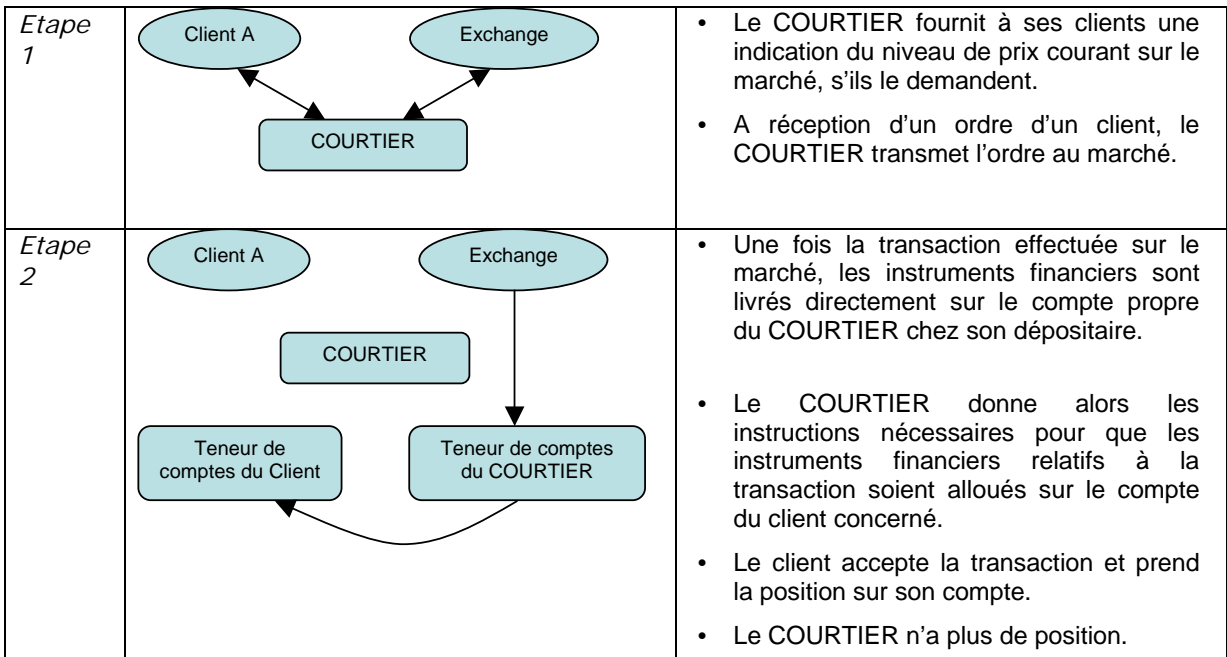 Etape
1
Client A
Exchange
COURTIER
• Le COURTIER fournit à ses clients une
indication du niveau de prix courant sur le
marché, s'ils le demandent.
• A réception d'un ordre d'un client, le
COURTIER transmet l'ordre au marché.
Etape
2
Client A
Exchange
COURTIER
Teneur de
comptes du Client
Teneur de comptes
du COURTIER
• Une fois la transaction effectuée sur le
marché, les instruments financiers sont
livrés directement sur le compte propre
du COURTIER chez son dépositaire.
• Le COURTIER donne alors les
instructions nécessaires pour que les
instruments financiers relatifs à la
transaction soient alloués sur le compte
du client concerné.
• Le client accepte la transaction et prend
la position sur son compte.
• Le COURTIER n'a plus de position.